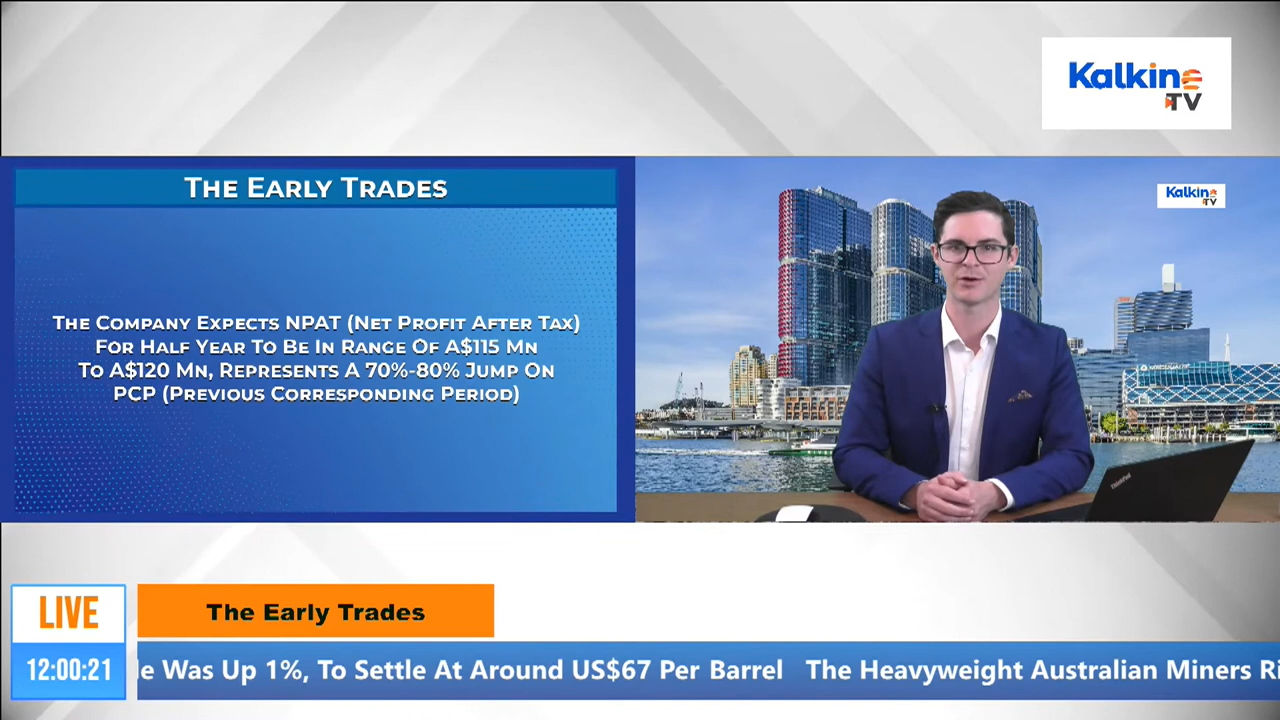 Kalkine
TV
The Early Trades
The Company Expects NPAT (Net Profit After Tax)
For Half Year To Be In Range Of A$115 Mn
To A$120 Mn, Represents A 70%-80% Jump On
PCP (Previous Corresponding Period)
Kalkine
TV
ThinkPad
LIVE
The Early Trades
12:00:21
le Was Up 1%, To Settle At Around US$67 Per Barrel The Heavyweight Australian Miners Ri